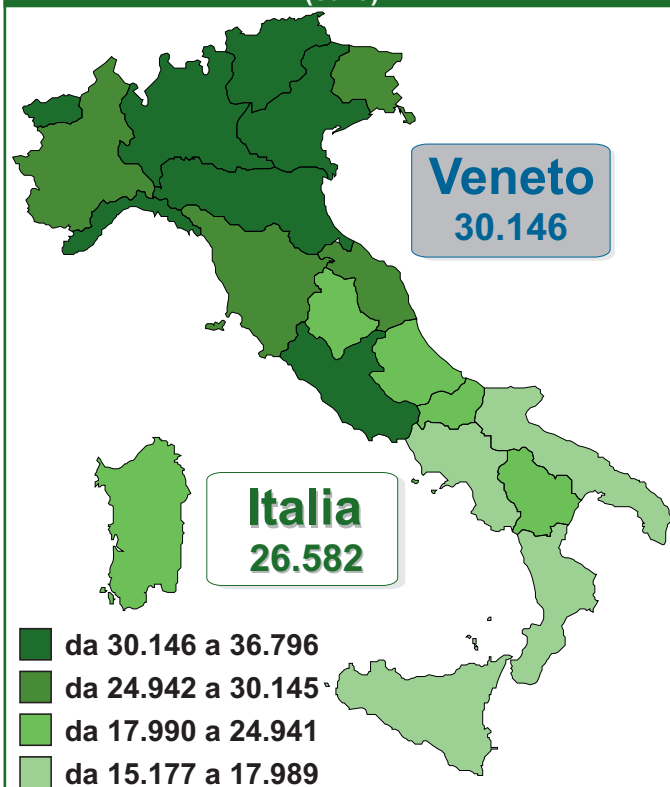 Veneto
30.146
Italia
26.582
da 30.146 a 36.796
da 24.942 a 30.145
da 17.990 a 24.941
da 15.177 a 17.989